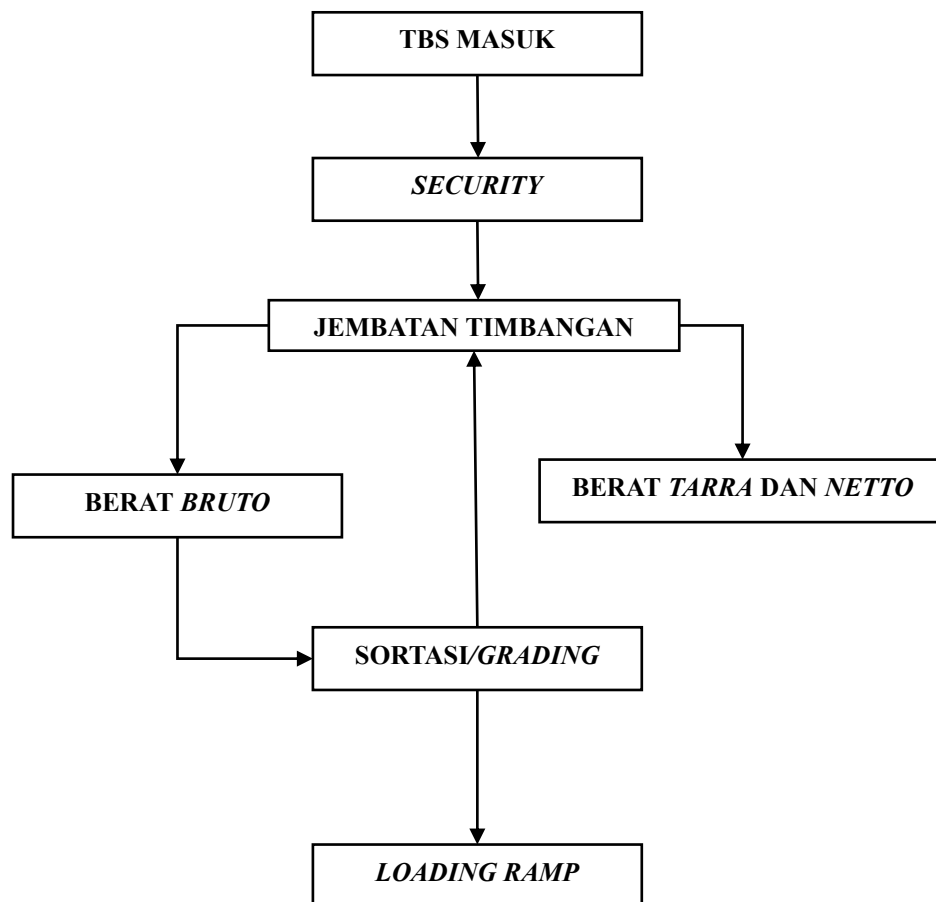 TBS MASUK
SECURITY
JEMBATAN TIMBANGAN
BERAT BRUTO
BERAT TARRA DAN NETTO
SORTASI/GRADING
LOADING RAMP